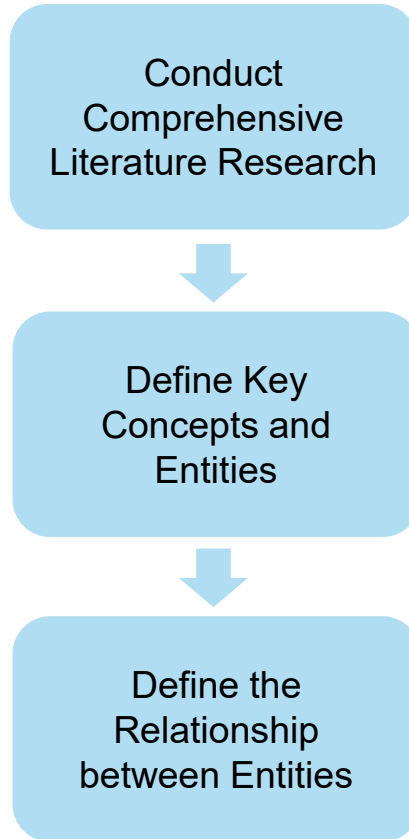 Conduct
Comprehensive
Literature Research
Define Key
Concepts and
Entities
Define the
Relationship
between Entities